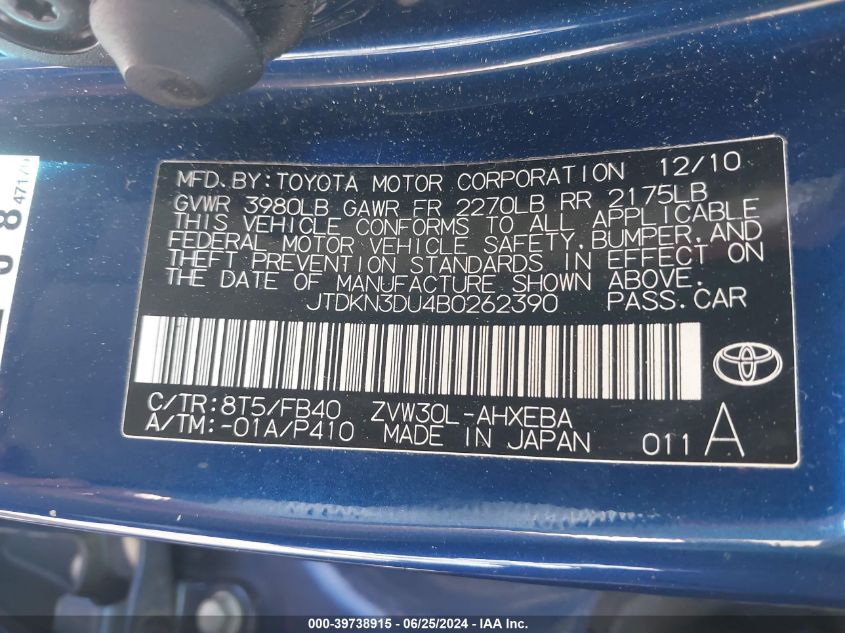 MFD.BY:TOYOTA MOTOR CORPORATION 12/10
GVWR 3980LB GAWR FR 2270LB RR 2175LB
THIS VEHICLE CONFORMS TO ALL APPLICABLE
FEDERAL MOTOR VEHICLE SAFETY,BUMPER,AND
THEFT PREVENTION STANDARDS IN EFFECT ON
THE DATE OF MANUFACTURE SHOWN ABOVE.
JTDKN3DU4B0262390 PASS.CAR
C/TR:8T5/FB40 ZVW30L-AHXEBA
A/TM:-01A/P410 MADE IN JAPAN 011 A
000-39738915 / 06/25/2024 - IAAI - CVS - EXEMPT